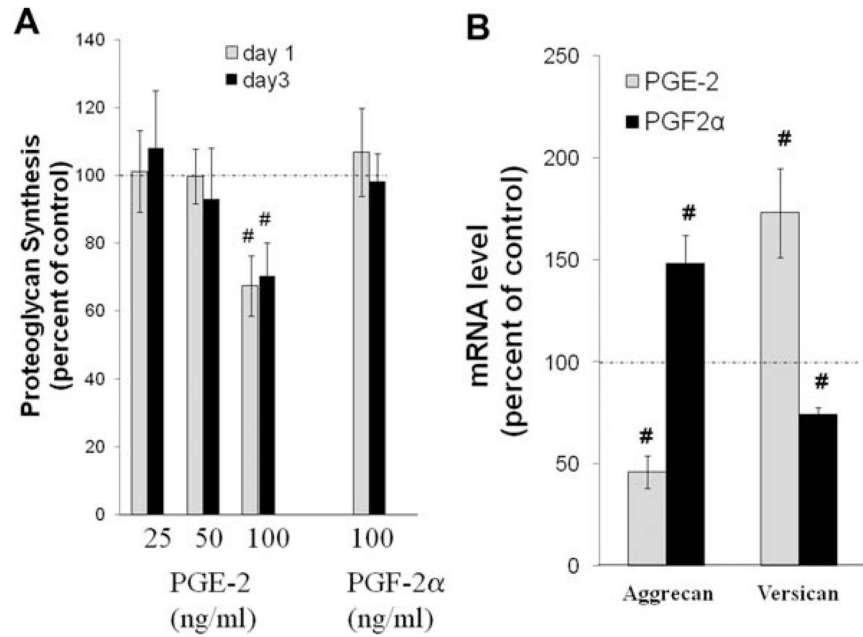 A
Proteoglycan Synthesis
(percent of control)
140
120
100
80
60
40
20
0
day 1
day3
# #
25 50 100 100
PGE-2 PGF-2α
(ng/ml) (ng/ml)
B
mRNA level
(percent of control)
250
200
150
100
50
0
PGE-2
PGF2α
#
#
#
#
Aggrecan Versican